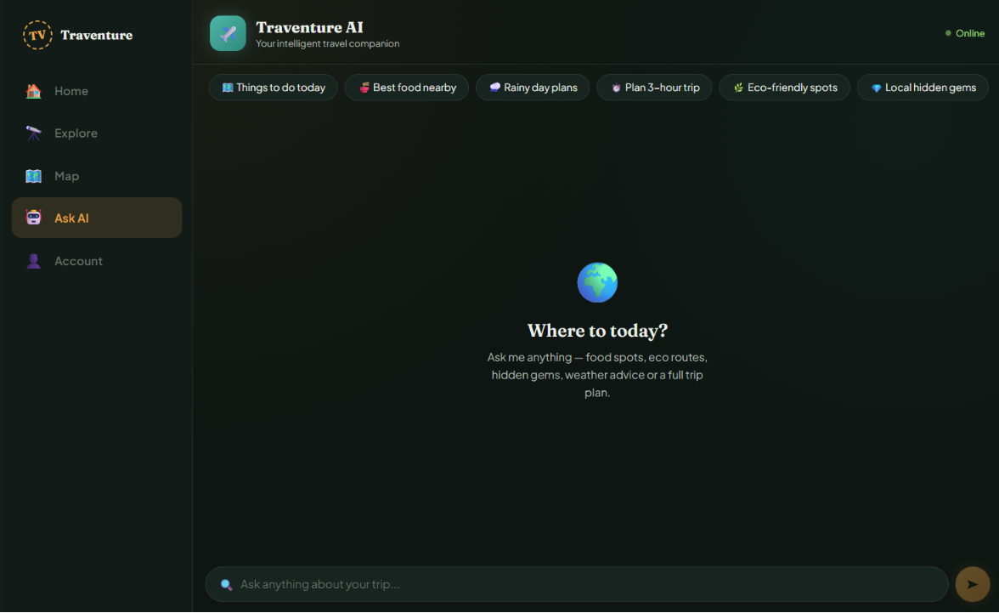 TV Traventure
Home
Explore
Map
Ask AI
Account
Traventure AI
Your intelligent travel companion
Online
Things to do today
Best food nearby
Rainy day plans
Plan 3-hour trip
Eco-friendly spots
Local hidden gems
Where to today?
Ask me anything — food spots, eco routes,
hidden gems, weather advice or a full trip
plan.
Ask anything about your trip...